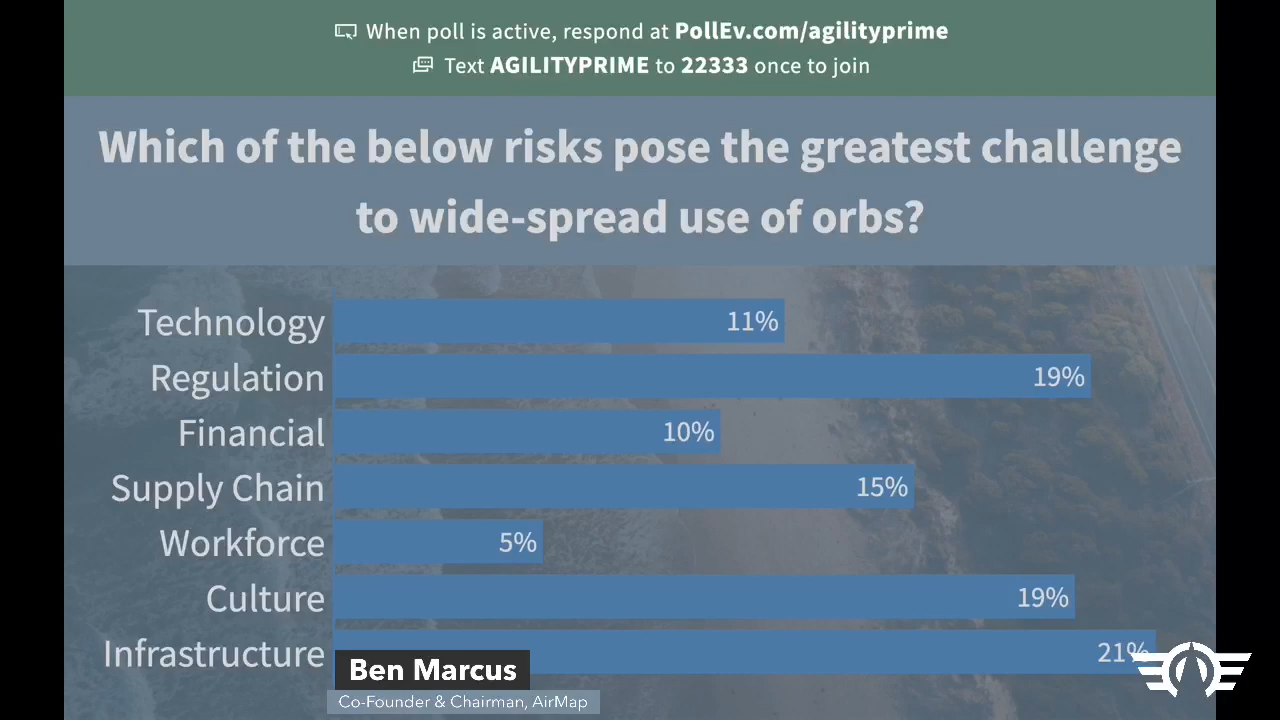 When poll is active, respond at PollEv.com/agilityprime
Text AGILITYPRIME to 22333 once to join
Which of the below risks pose the greatest challenge
to wide-spread use of orbs?
Technology 11%
Regulation 19%
Financial 10%
Supply Chain 15%
Workforce 5%
Culture 19%
Infrastructure 21%
Ben Marcus
Co-Founder & Chairman, AirMap